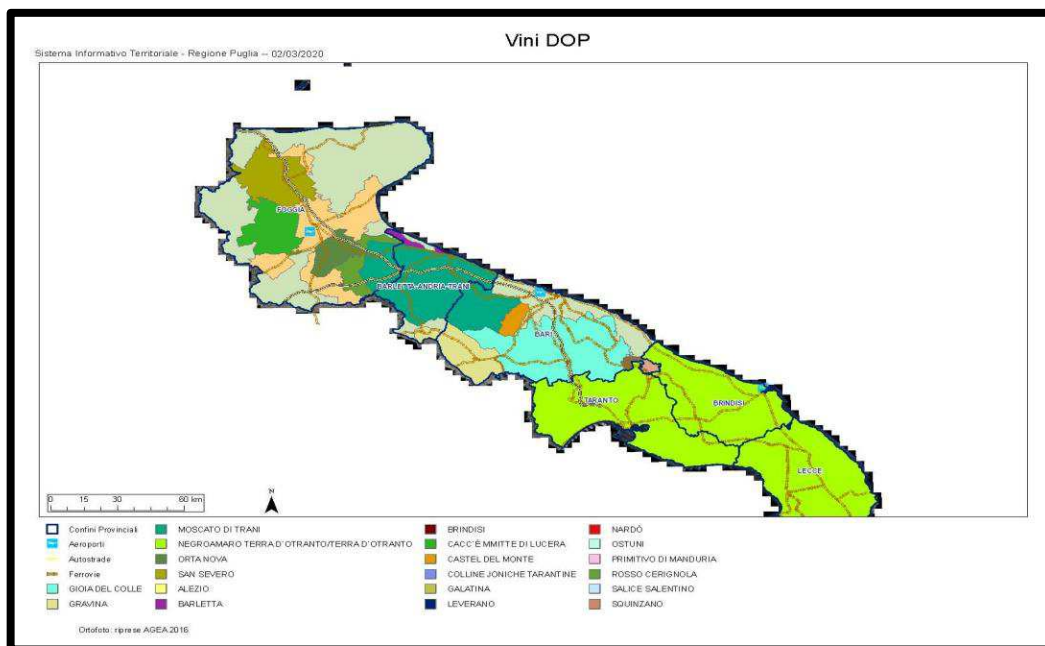 Vini DOP
Sistema Informativo Territoriale - Regione Puglia -- 02/03/2020
FOGGIA
BARLETTA-ANDRIA-TRANI
BARI
TARANTO
BRINDISI
LECCE
0 15 30 60 km
N
Confini Provinciali
Aeroporti
Autostrade
Ferrovie
GIOIA DEL COLLE
GRAVINA
MOSCATO DI TRANI
NEGROAMARO TERRA D'OTRANTO/TERRA D'OTRANTO
ORTA NOVA
SAN SEVERO
ALEZIO
BARLETTA
BRINDISI
CACC'È MMITTE DI LUCERA
CASTEL DEL MONTE
COLLINE JONICHE TARANTINE
GALATINA
LEVERANO
NARDÒ
OSTUNI
PRIMITIVO DI MANDURIA
ROSSO CERIGNOLA
SALICE SALENTINO
SQUINZANO
Ortofoto: riprese AGEA 2016